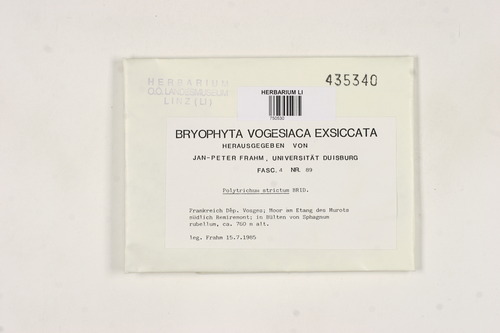 HERBARIUM
O.Ö. LANDESMUSEUM
LINZ (LI)
435340
HERBARIUM LI
750530
BRYOPHYTA VOGESIACA EXSICCATA
HERAUSGEGEBEN VON
JAN-PETER FRAHM, UNIVERSITÄT DUISBURG
FASC. 4 NR. 89
Polytrichum strictum BRID.
Frankreich Dép. Vosges; Moor am Etang des Murots
südlich Remiremont; in Bülten von Sphagnum
rubellum, ca. 760 m alt.
leg. Frahm 15.7.1985